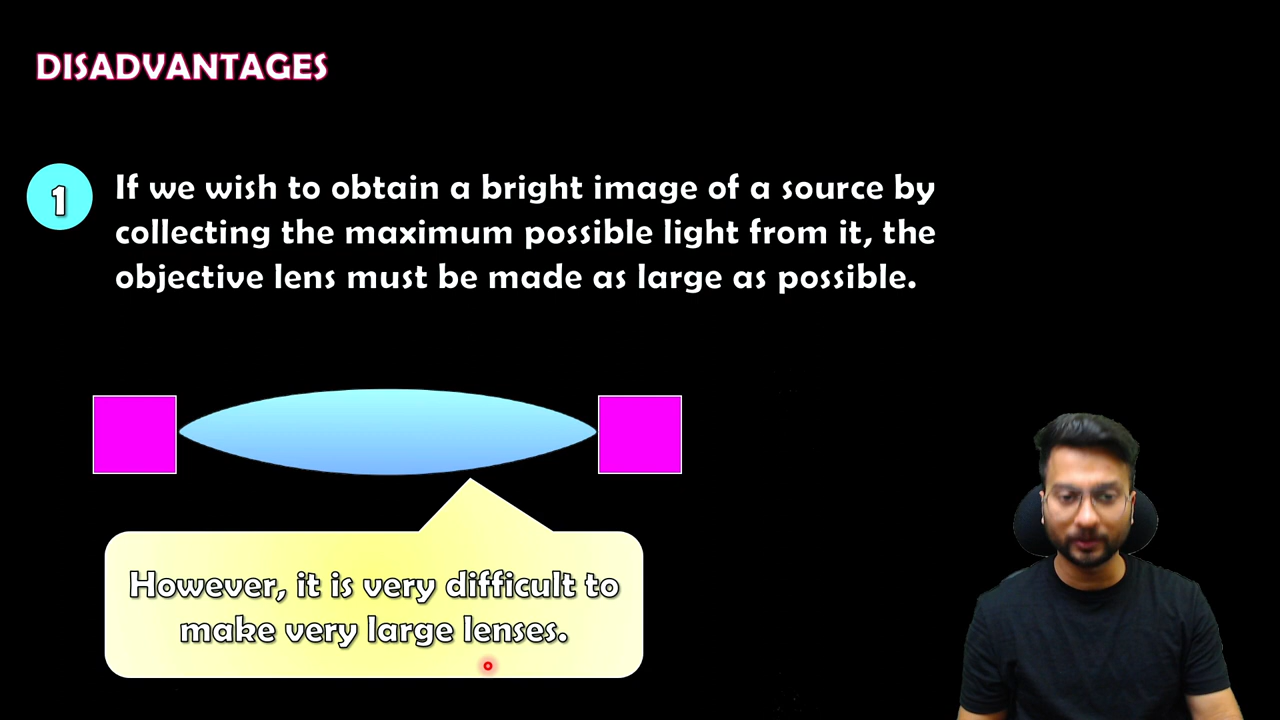 DISADVANTAGES
1
If we wish to obtain a bright image of a source by
collecting the maximum possible light from it, the
objective lens must be made as large as possible.
However, it is very difficult to
make very large lenses.